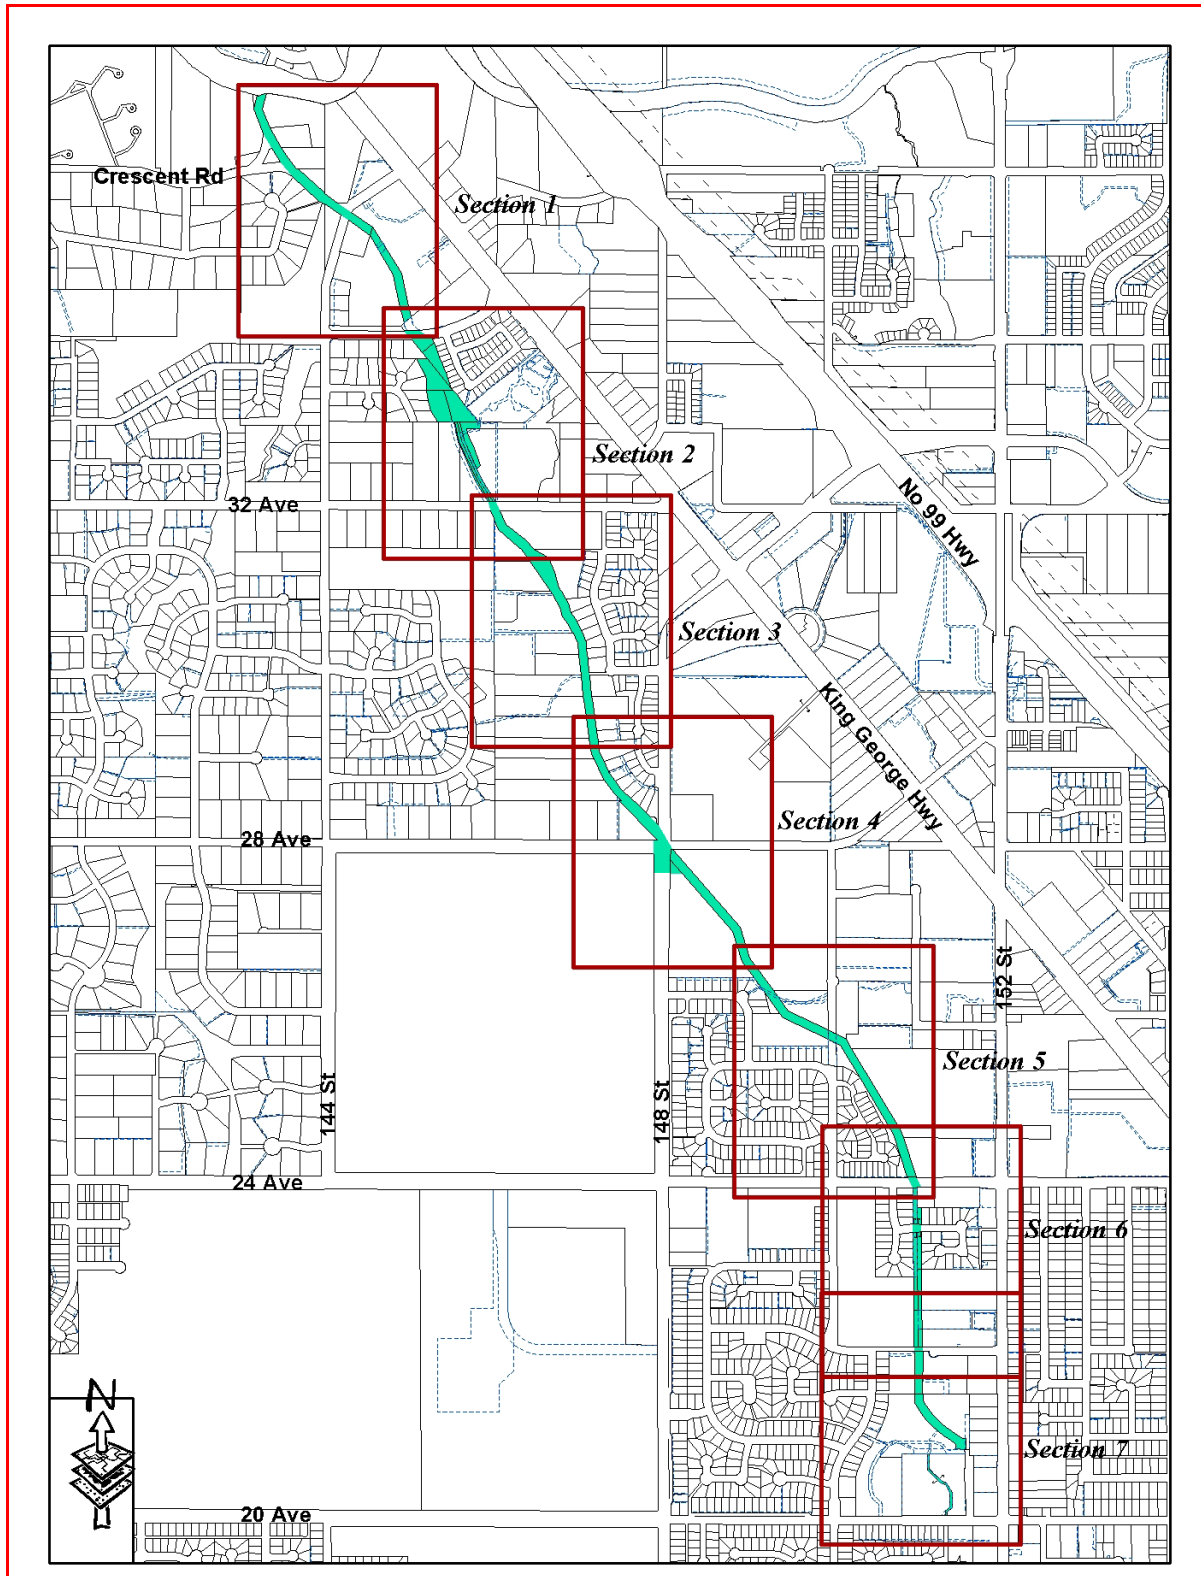 Crescent Rd
Section 1
Section 2
32 Ave
No 99 Hwy
Section 3
King George Hwy
Section 4
28 Ave
152 St
Section 5
144 St
148 St
24 Ave
Section 6
N
Section 7
20 Ave